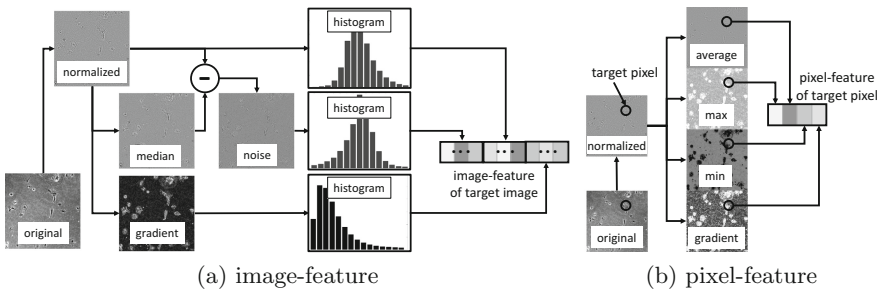 normalized
histogram
median
noise
histogram
original
gradient
histogram
image-feature
of target image
(a) image-feature
target pixel
normalized
original
average
max
min
gradient
pixel-feature
of target pixel
(b) pixel-feature